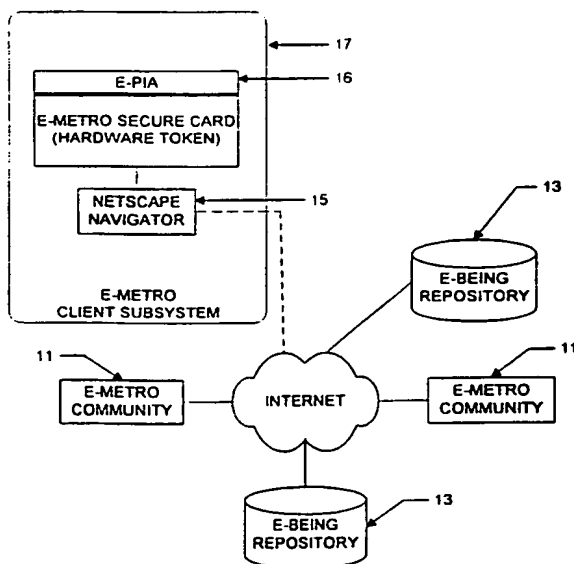 17
E-PIA
16
E-METRO SECURE CARD
(HARDWARE TOKEN)
NETSCAPE
NAVIGATOR
15
13
E-METRO
CLIENT SUBSYSTEM
E-BEING
REPOSITORY
11
E-METRO
COMMUNITY
INTERNET
11
E-METRO
COMMUNITY
13
E-BEING
REPOSITORY